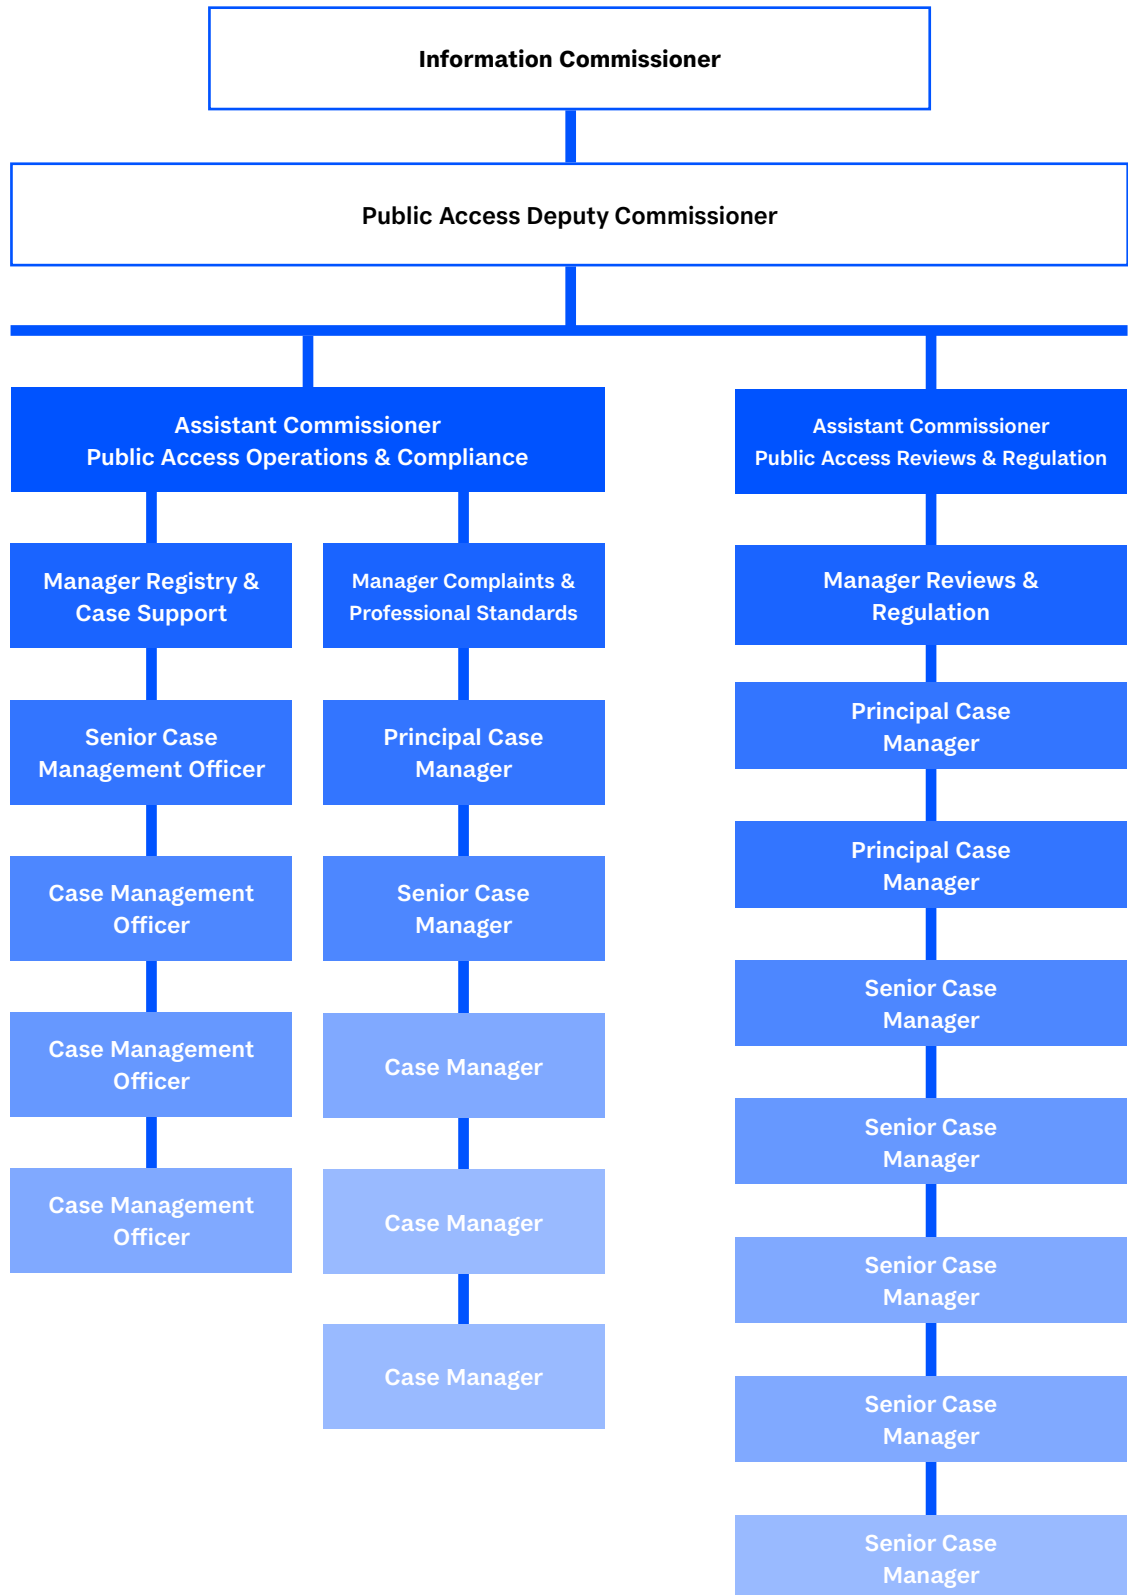 Information Commissioner
Public Access Deputy Commissioner
Assistant Commissioner
Public Access Operations & Compliance
Manager Registry &
Case Support
Senior Case
Management Officer
Case Management
Officer
Case Management
Officer
Case Management
Officer
Manager Complaints &
Professional Standards
Principal Case
Manager
Senior Case
Manager
Case Manager
Case Manager
Case Manager
Assistant Commissioner
Public Access Reviews & Regulation
Manager Reviews &
Regulation
Principal Case
Manager
Principal Case
Manager
Senior Case
Manager
Senior Case
Manager
Senior Case
Manager
Senior Case
Manager
Senior Case
Manager